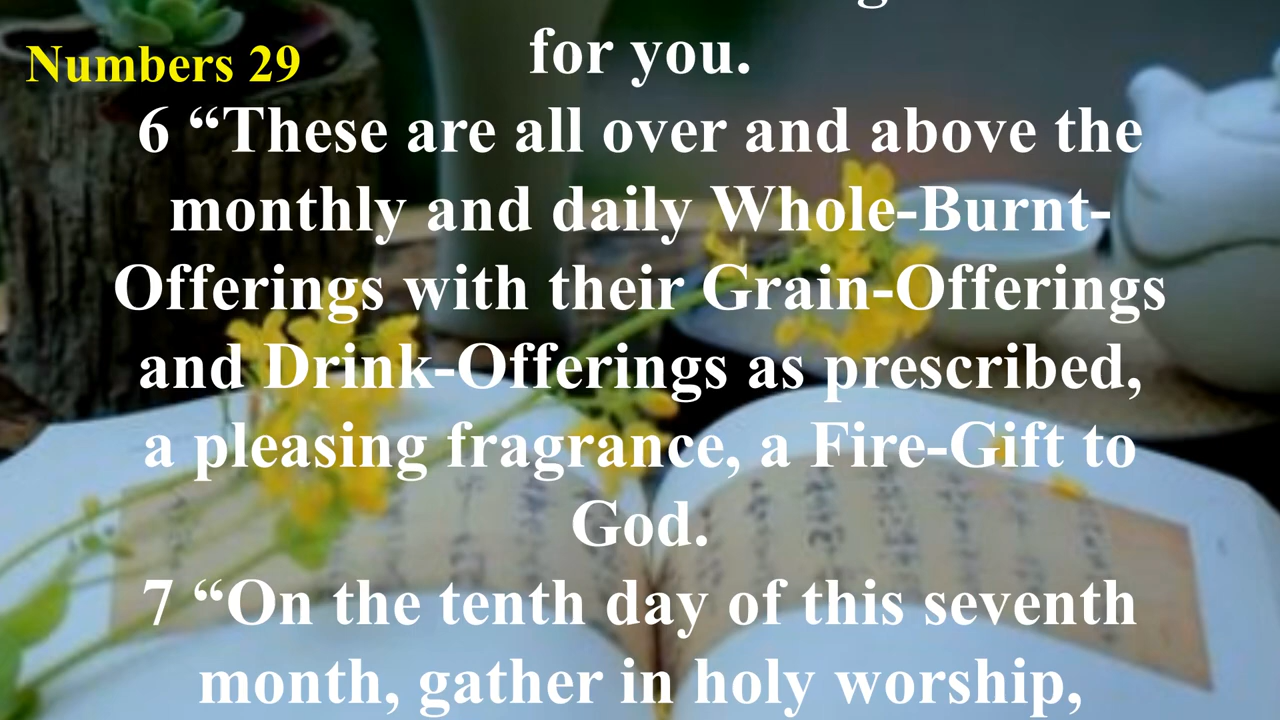 Numbers 29
for you.
6 “These are all over and above the
monthly and daily Whole-Burnt-
Offerings with their Grain-Offerings
and Drink-Offerings as prescribed,
a pleasing fragrance, a Fire-Gift to
God.
7 “On the tenth day of this seventh
month, gather in holy worship,